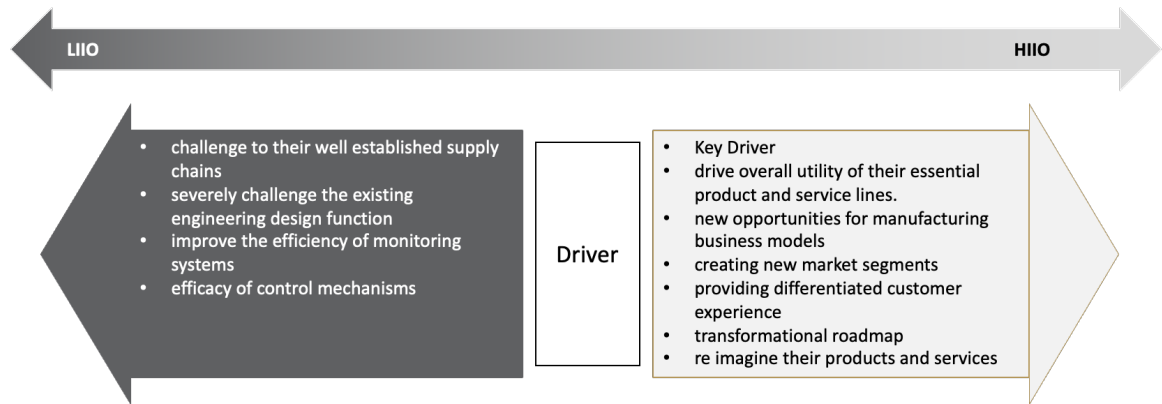 LIIO
HIIO
• challenge to their well established supply
chains
• severely challenge the existing
engineering design function
• improve the efficiency of monitoring
systems
• efficacy of control mechanisms
Driver
• Key Driver
• drive overall utility of their essential
product and service lines.
• new opportunities for manufacturing
business models
• creating new market segments
• providing differentiated customer
experience
• transformational roadmap
• re imagine their products and services